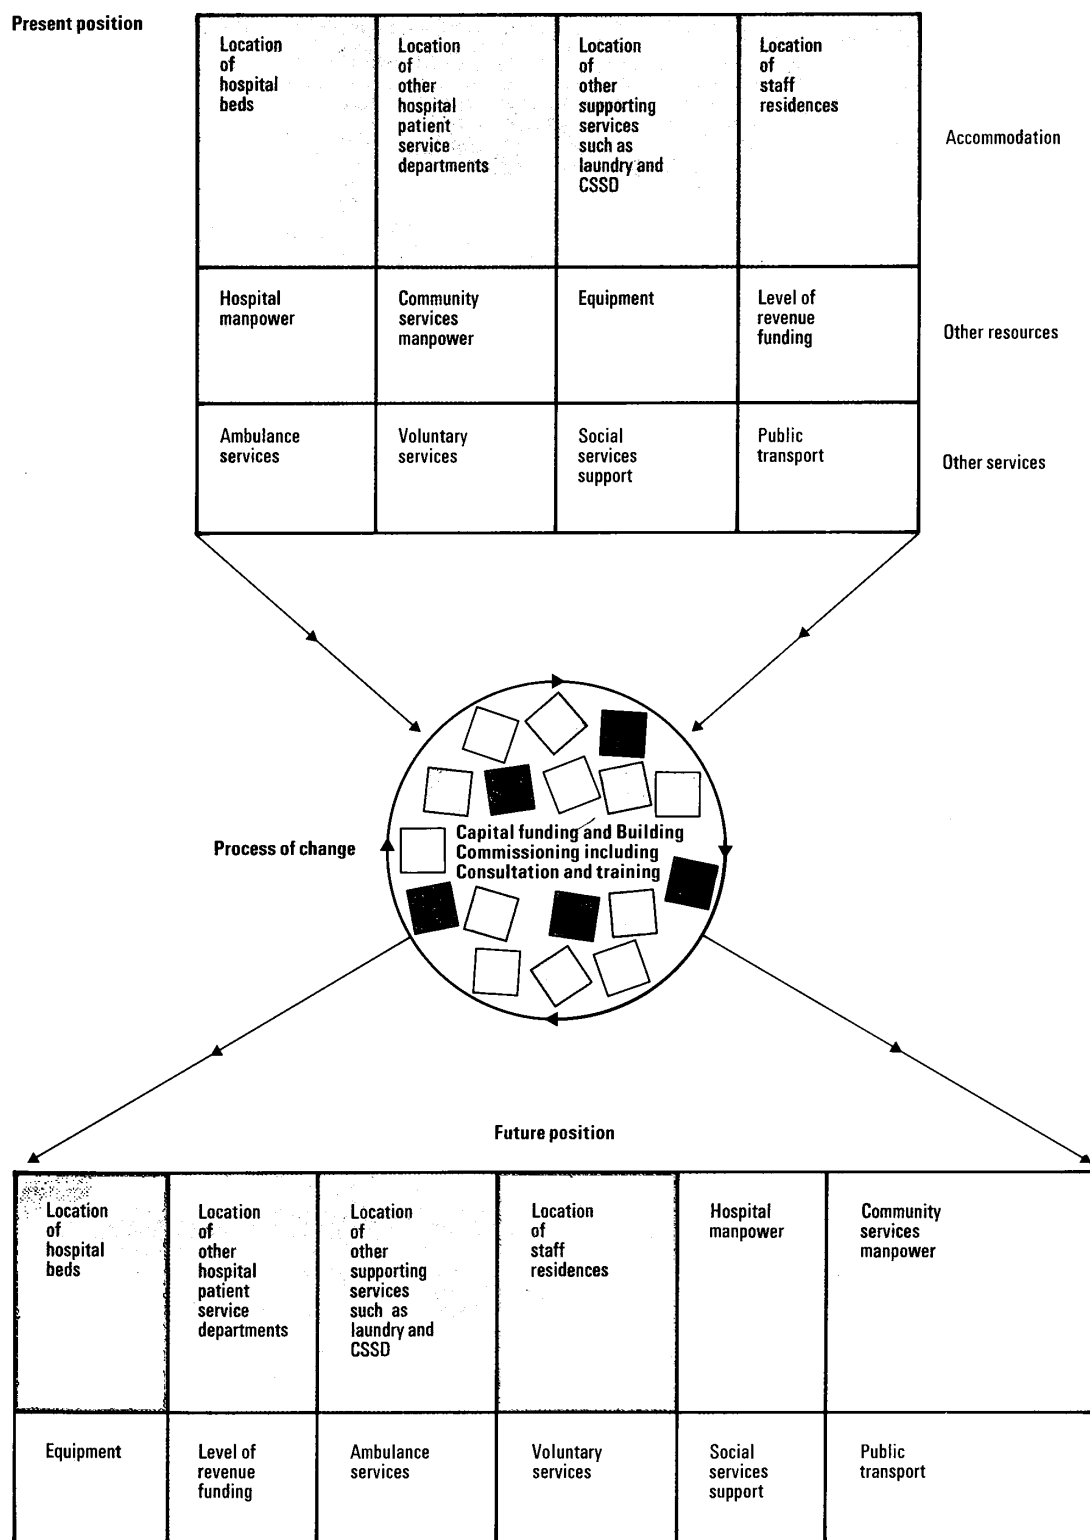 Present position
Location
of
hospital
beds
Location
of
other
hospital
patient
service
departments
Location
of
other
supporting
services
such as
laundry and
CSSD
Location
of
staff
residences
Accommodation
Hospital
manpower
Community
services
manpower
Equipment
Level of
revenue
funding
Other resources
Ambulance
services
Voluntary
services
Social
services
support
Public
transport
Other services
Process of change
Capital funding and Building
Commissioning including
Consultation and training
Future position
Location
of
hospital
beds
Location
of
other
hospital
patient
service
departments
Location
of
other
supporting
services
such as
laundry and
CSSD
Location
of
staff
residences
Hospital
manpower
Community
services
manpower
Equipment
Level of
revenue
funding
Ambulance
services
Voluntary
services
Social
services
support
Public
transport